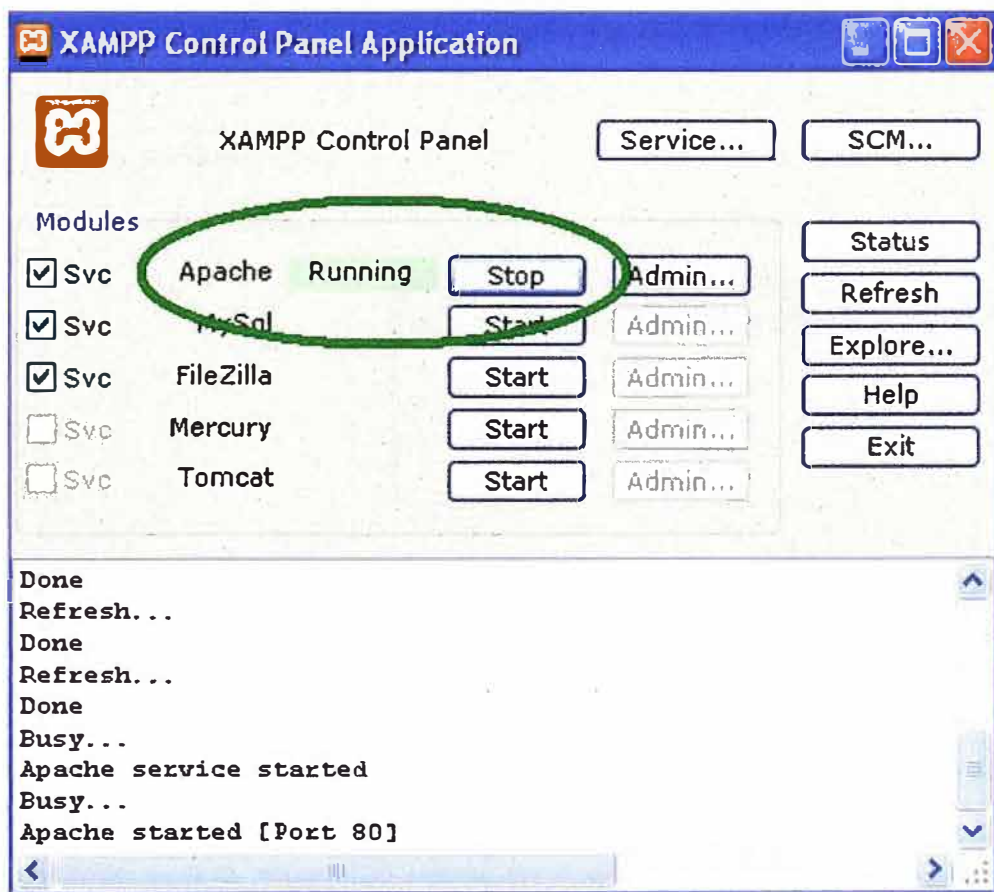 XAMPP Control Panel Application
XAMPP Control Panel Service... SCM...
Modules
Svc Apache Running Stop Admin... Status
Svc MySql Start Admin... Refresh
Svc FileZilla Start Admin... Explore...
Svc Mercury Start Admin... Help
Svc Tomcat Start Admin... Exit
Done
Refresh...
Done
Refresh...
Done
Busy...
Apache service started
Busy...
Apache started [Port 80]